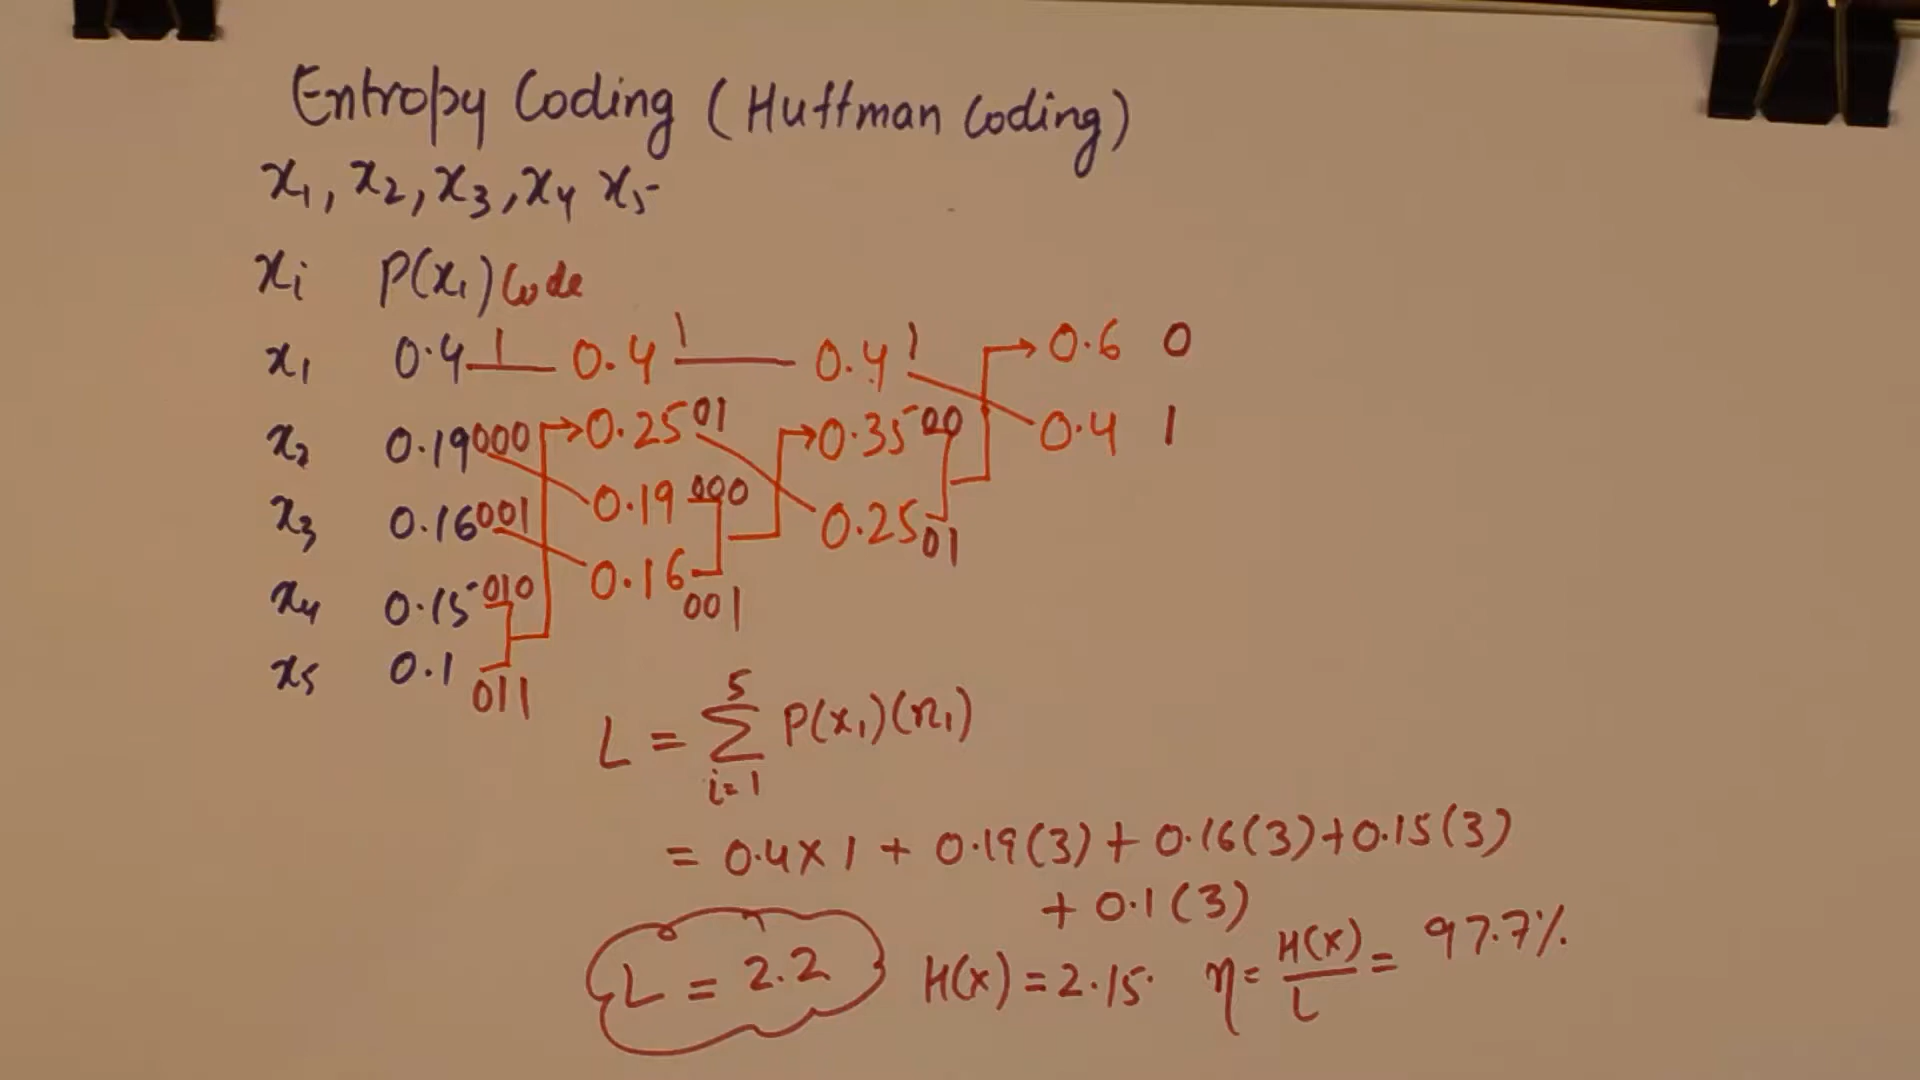 Entropy Coding (Huffman Coding)
x1, x2, x3, x4 x5
xi P(x1) Code
x1 0.4 1 0.4 1 0.4 1 0.6 0
x2 0.19 000 0.25 01 0.35 00 0.4 1
x3 0.16 001 0.19 000 0.25 01
x4 0.15 010 0.16 001
x5 0.1 011
L = 5 Σ i=1 P(x1)(n1)
= 0.4 X 1 + 0.19(3) + 0.16(3) + 0.15(3)
+ 0.1(3)
L = 2.2 H(x) = 2.15. η = H(x)/L = 97.7%